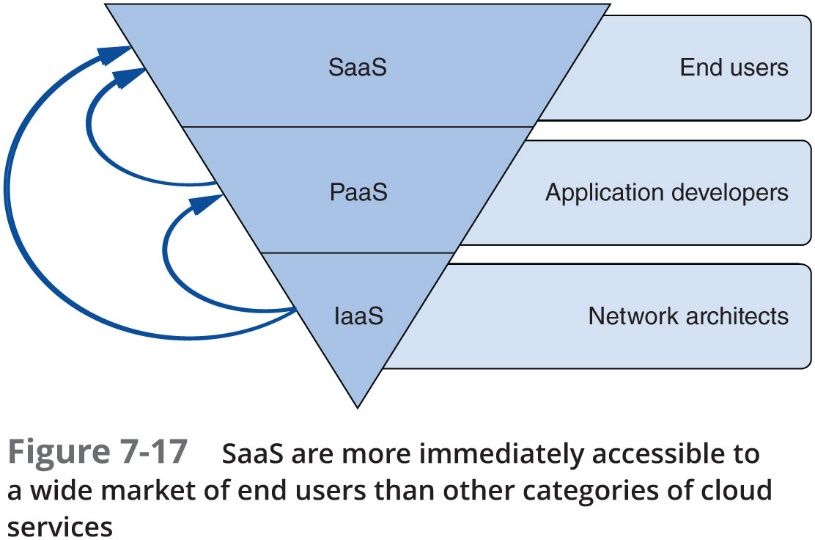 SaaS
End users
PaaS
Application developers
IaaS
Network architects
Figure 7-17 SaaS are more immediately accessible to
a wide market of end users than other categories of cloud
services